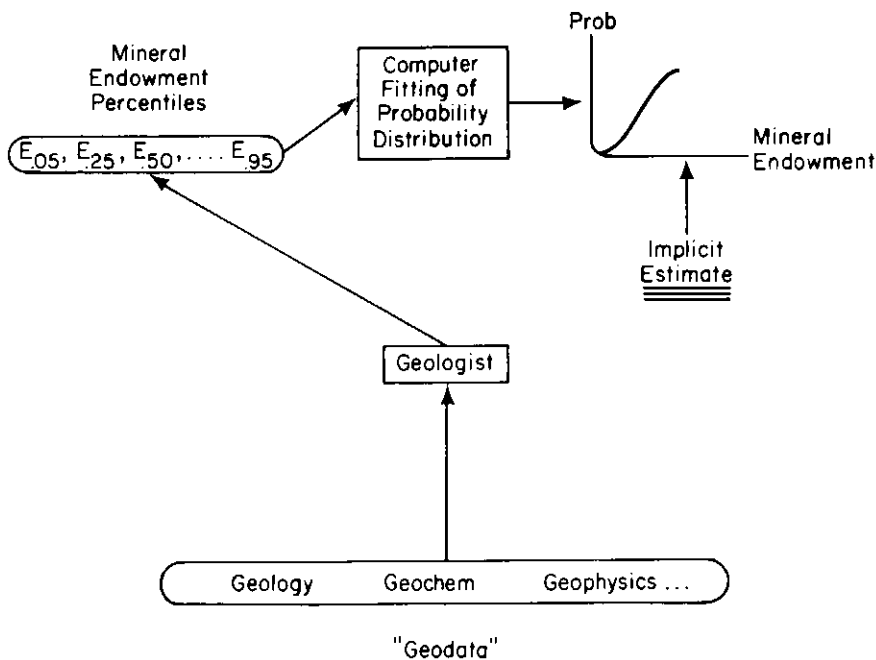 Mineral
Endowment
Percentiles
E.05, E.25, E.50, .... E.95
Computer
Fitting of
Probability
Distribution
Prob
Mineral
Endowment
Implicit
Estimate
Geologist
Geology Geochem Geophysics ...
"Geodata"